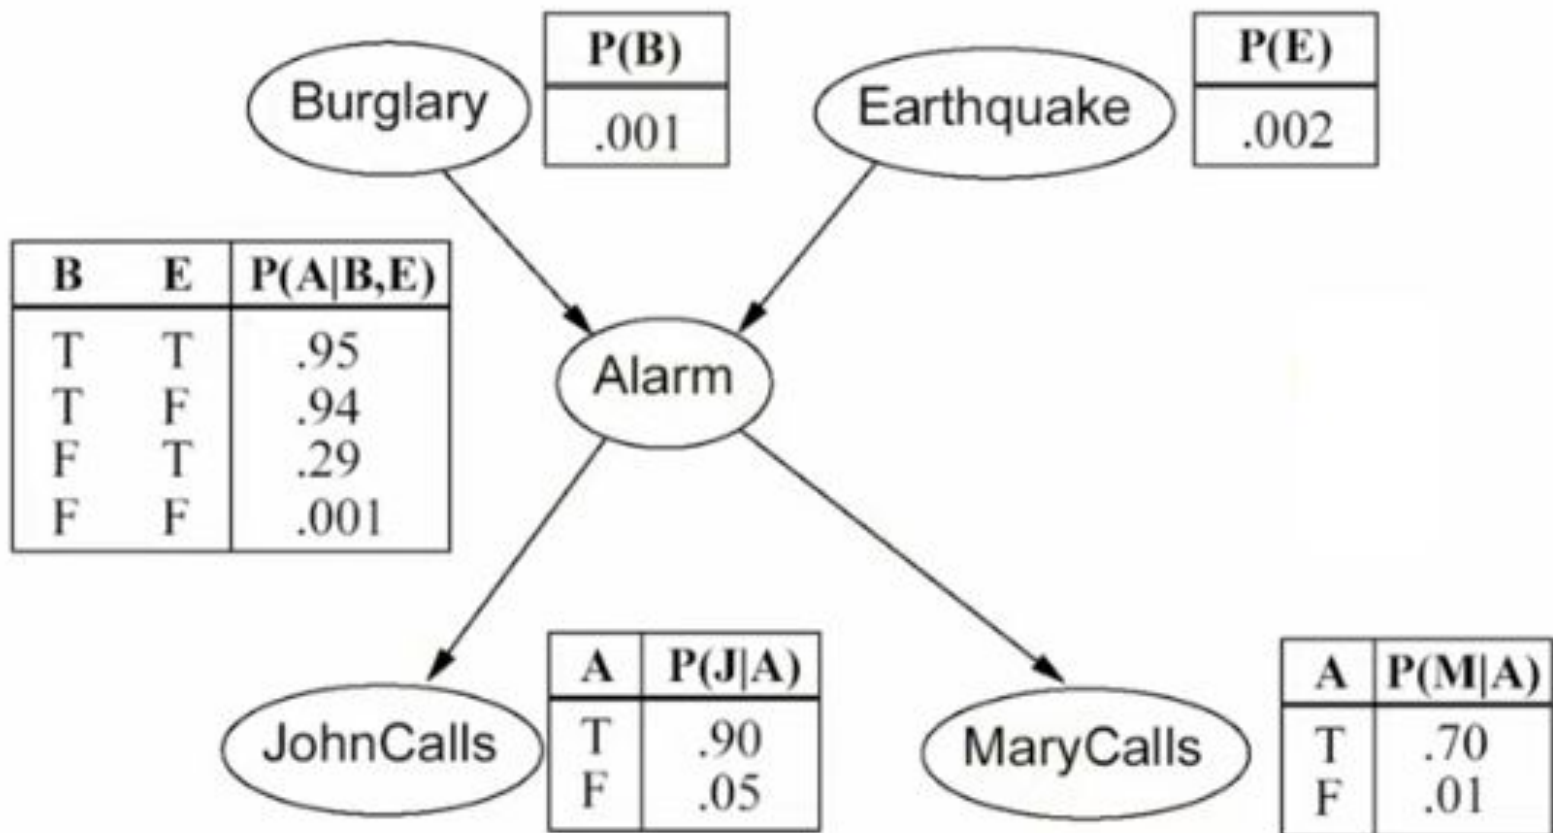 Burglary
P(B)
.001
Earthquake
P(E)
.002
B E P(A|B,E)
T T .95
T F .94
F T .29
F F .001
Alarm
JohnCalls
A P(J|A)
T .90
F .05
MaryCalls
A P(M|A)
T .70
F .01